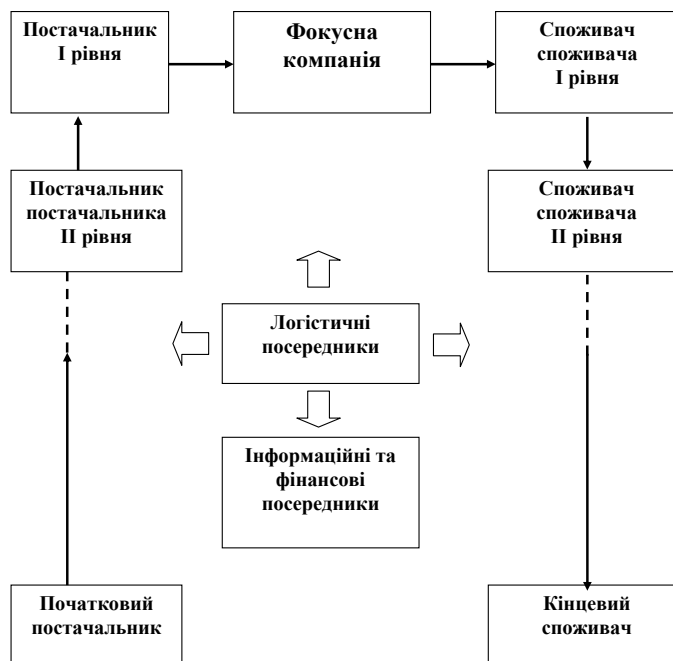 Постачальник
І рівня
Фокусна
компанія
Споживач
споживача
І рівня
Постачальник
постачальника
ІІ рівня
Споживач
споживача
ІІ рівня
Логістичні
посередники
Інформаційні та
фінансові
посередники
Початковий
постачальник
Кінцевий
споживач